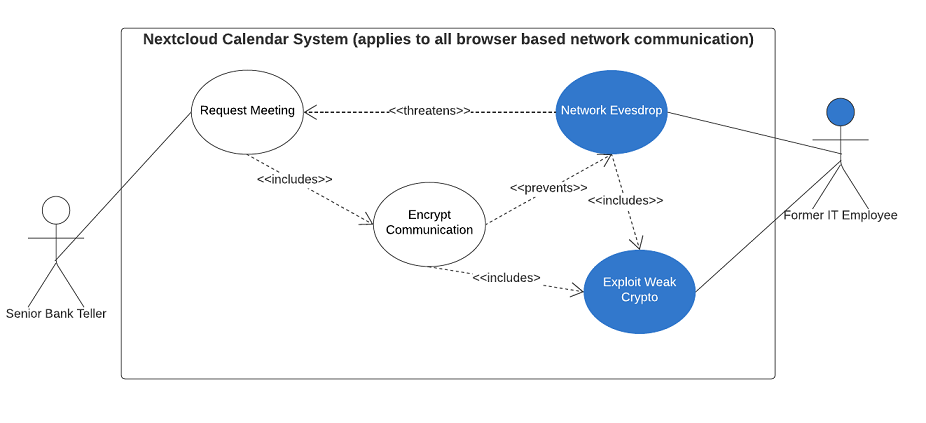 Nextcloud Calendar System (applies to all browser based network communication)
Request Meeting
<<threatens>>
Network Evesdrop
<<includes>>
<<prevents>>
<<includes>>
Encrypt
Communication
Former IT Employee
<<includes>
Exploit Weak
Crypto
Senior Bank Teller